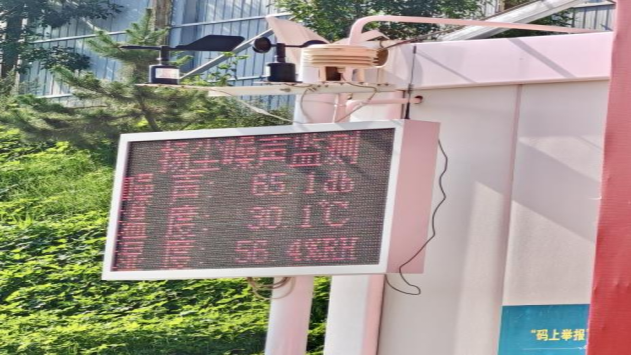 扬尘噪声监测
噪 声: 65.1db
温 度: 30.1℃
湿 度: 56.4%RH
"码上举报